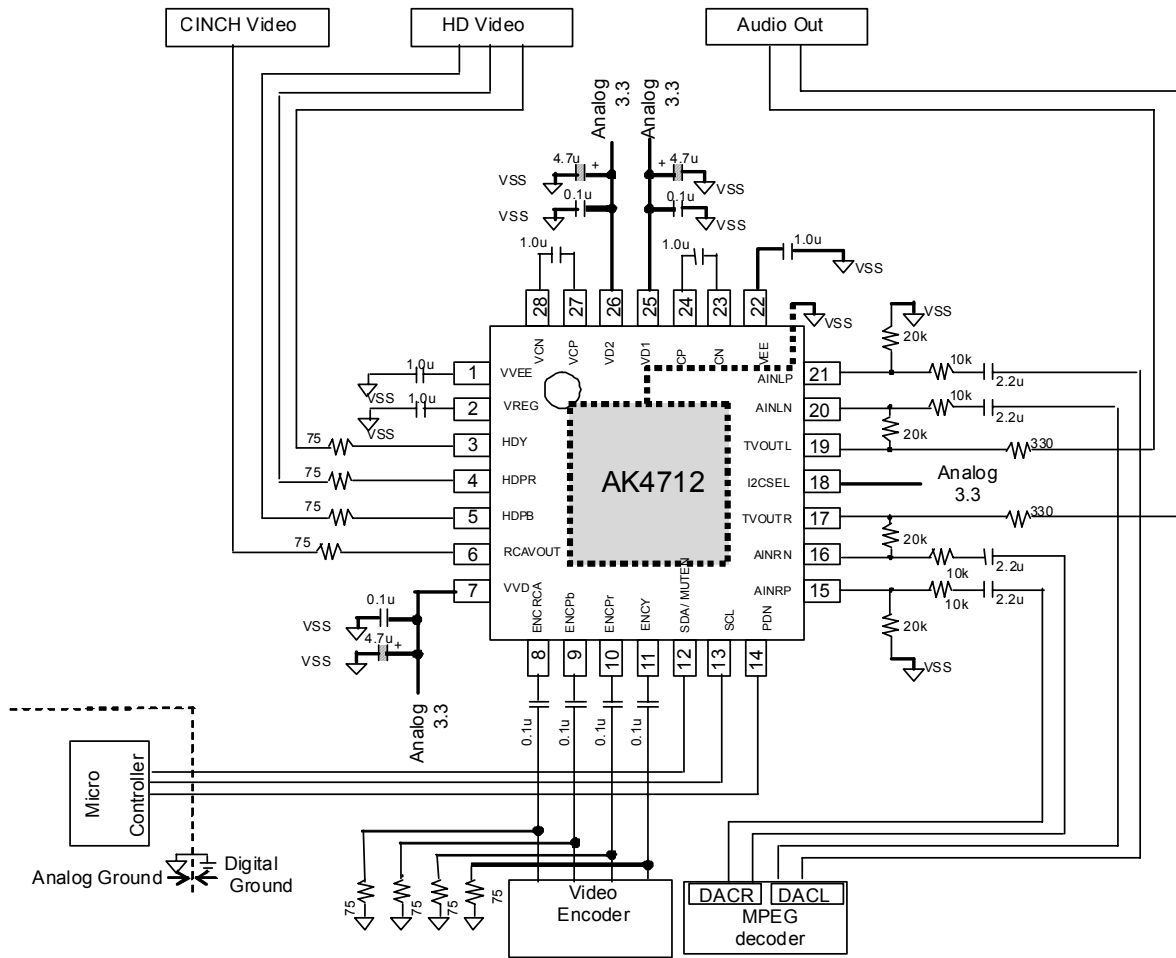 CINCH Video
HD Video
Audio Out
Analog
3.3
Analog
3.3
4.7u
+
VSS
0.1u
VSS
+
4.7u
VSS
0.1u
VSS
1.0u
1.0u
1.0u
VSS
28
27
26
25
24
23
22
VCN
VCP
VD2
VD1
CP
CN
VEE
VSS
VSS
20k
1.0u
VSS
1
VVEE
1.0u
VSS
2
VREG
75
3
HDY
75
4
HDPR
75
5
HDPB
75
6
RCAVOUT
7
VVD
AK4712
AINLP
21
10k
2.2u
AINLN
20
10k
2.2u
20k
TVOUTL
19
330
I2CSEL
18
Analog
3.3
TVOUTR
17
330
20k
AINRN
16
10k
2.2u
AINRP
15
10k
2.2u
20k
VSS
0.1u
VSS
4.7u
+
VSS
Analog
3.3
ENCRCA
ENCPb
ENCPr
ENCY
SDA/ MUTEN
SCL
PDN
8
9
10
11
12
13
14
0.1u
0.1u
0.1u
0.1u
Micro
Controller
Analog Ground
Digital
Ground
75
75
75
75
Video
Encoder
DACR
DACL
MPEG
decoder